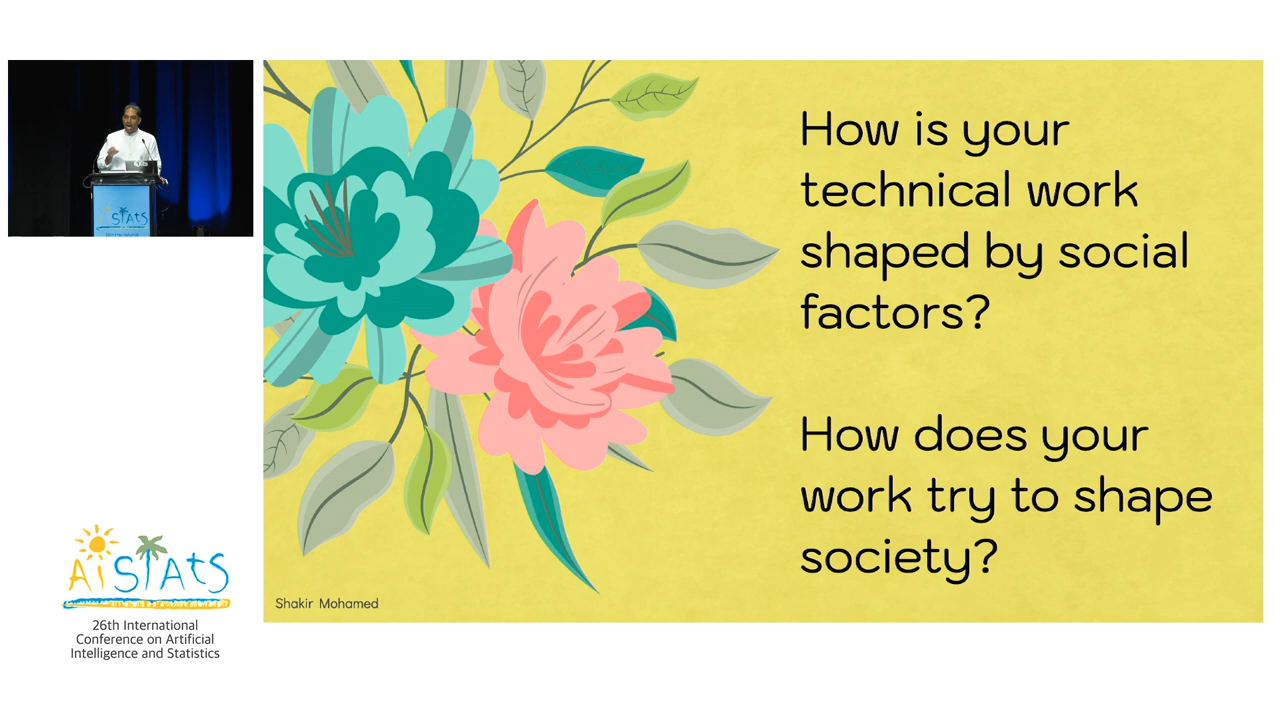 How is your
technical work
shaped by social
factors?
How does your
work try to shape
society?
Shakir Mohamed
AISTATS
AISTATS
26th International
Conference on Artificial
Intelligence and Statistics